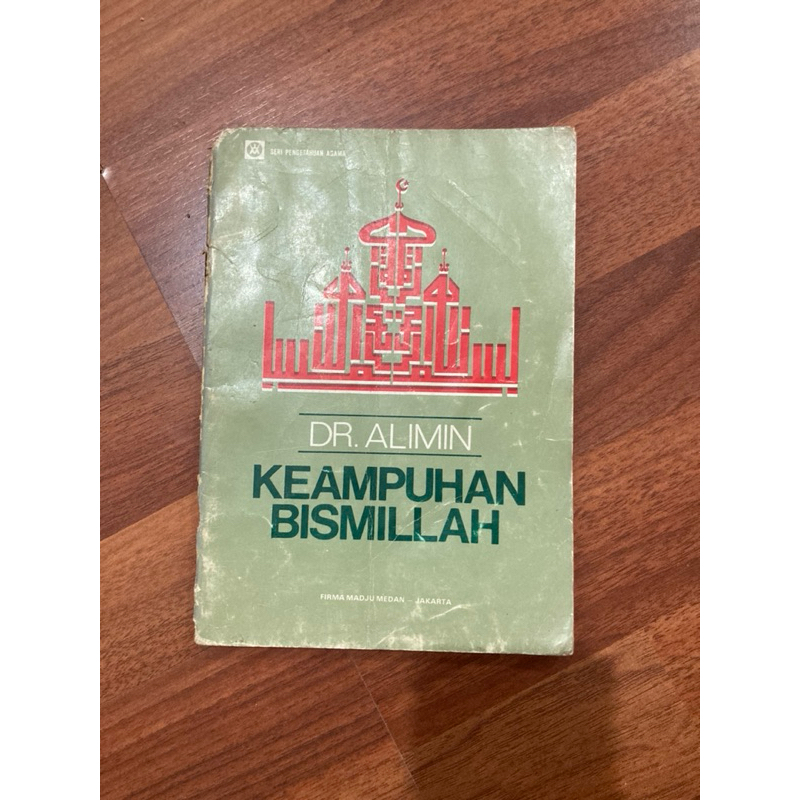 SERI PENGETAHUAN AGAMA
DR. ALIMIN
KEAMPUHAN
BISMILLAH
FIRMA MADJU MEDAN – JAKARTA